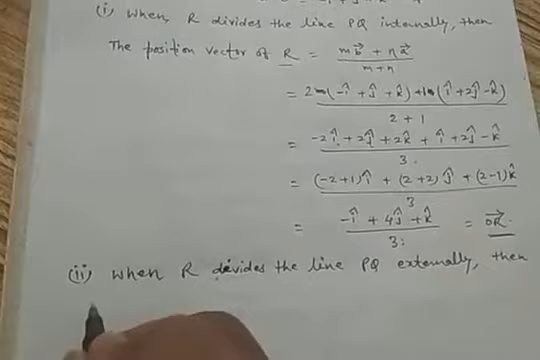 (i) when, R divides the line PQ internally, then
The position vector of R = (m b⃗ + n a⃗) / (m+n)
= (2(-î + ĵ + k̂) + 1(î + 2ĵ - k̂)) / (2 + 1)
= (-2î + 2ĵ + 2k̂ + î + 2ĵ - k̂) / 3
= ((-2+1)î + (2+2)ĵ + (2-1)k̂) / 3
= (-î + 4ĵ + k̂) / 3 = OR⃗.
(ii) when R devides the line PQ externally, then